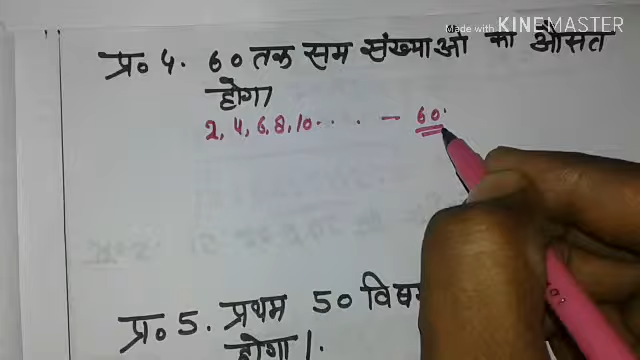 Made with KINEMASTER
प्र० 4. 60 तक सम संख्याओ का औसत
होगा
2, 4, 6, 8, 10 . . . . . - 60.
प्र० 5. प्रथम 50
होगा ।.